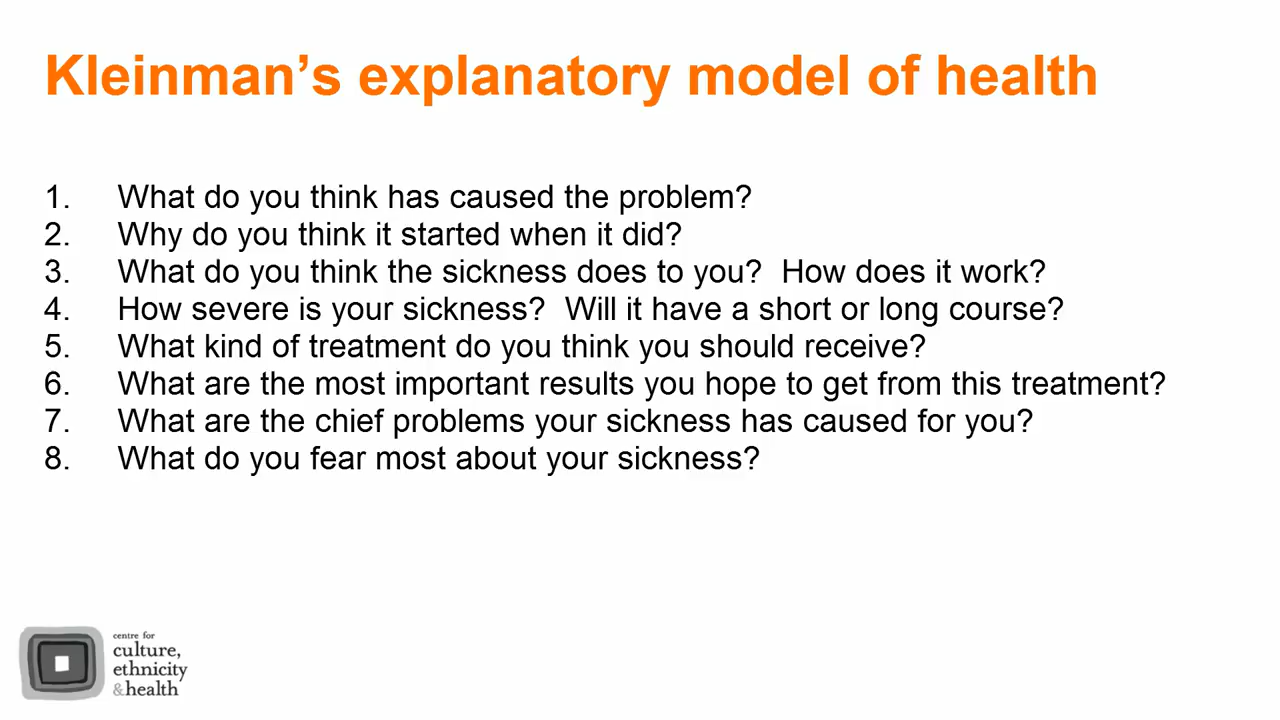 Kleinman’s explanatory model of health
1. What do you think has caused the problem?
2. Why do you think it started when it did?
3. What do you think the sickness does to you?  How does it work?
4. How severe is your sickness?  Will it have a short or long course?
5. What kind of treatment do you think you should receive?
6. What are the most important results you hope to get from this treatment?
7. What are the chief problems your sickness has caused for you?
8. What do you fear most about your sickness?
centre for
culture,
ethnicity
&health